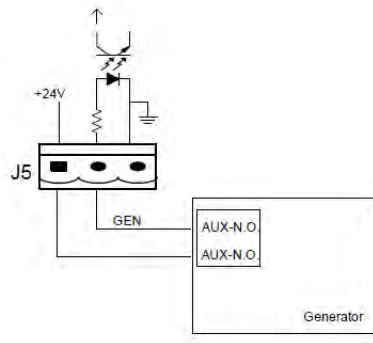 +24V
J5
GEN
AUX-N.O.
AUX-N.O.
Generator